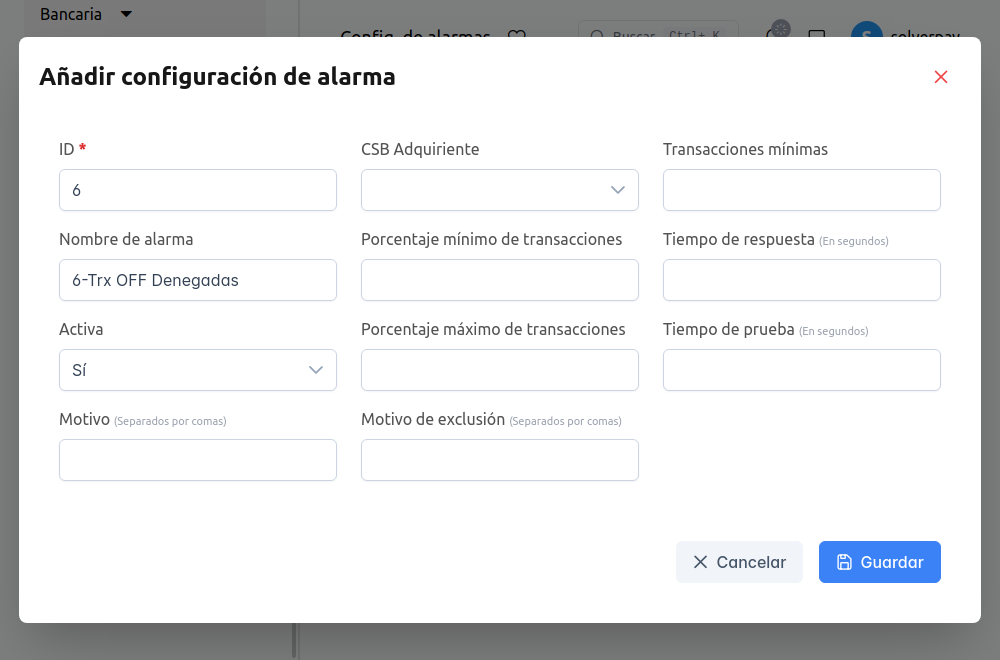 Bancaria
Config. de alarmas
Buscar Ctrl+ K
S
Añadir configuración de alarma
ID *
CSB Adquiriente
Transacciones mínimas
6
Nombre de alarma
Porcentaje mínimo de transacciones
Tiempo de respuesta (En segundos)
6-Trx OFF Denegadas
Activa
Porcentaje máximo de transacciones
Tiempo de prueba (En segundos)
Sí
Motivo (Separados por comas)
Motivo de exclusión (Separados por comas)
Cancelar
Guardar